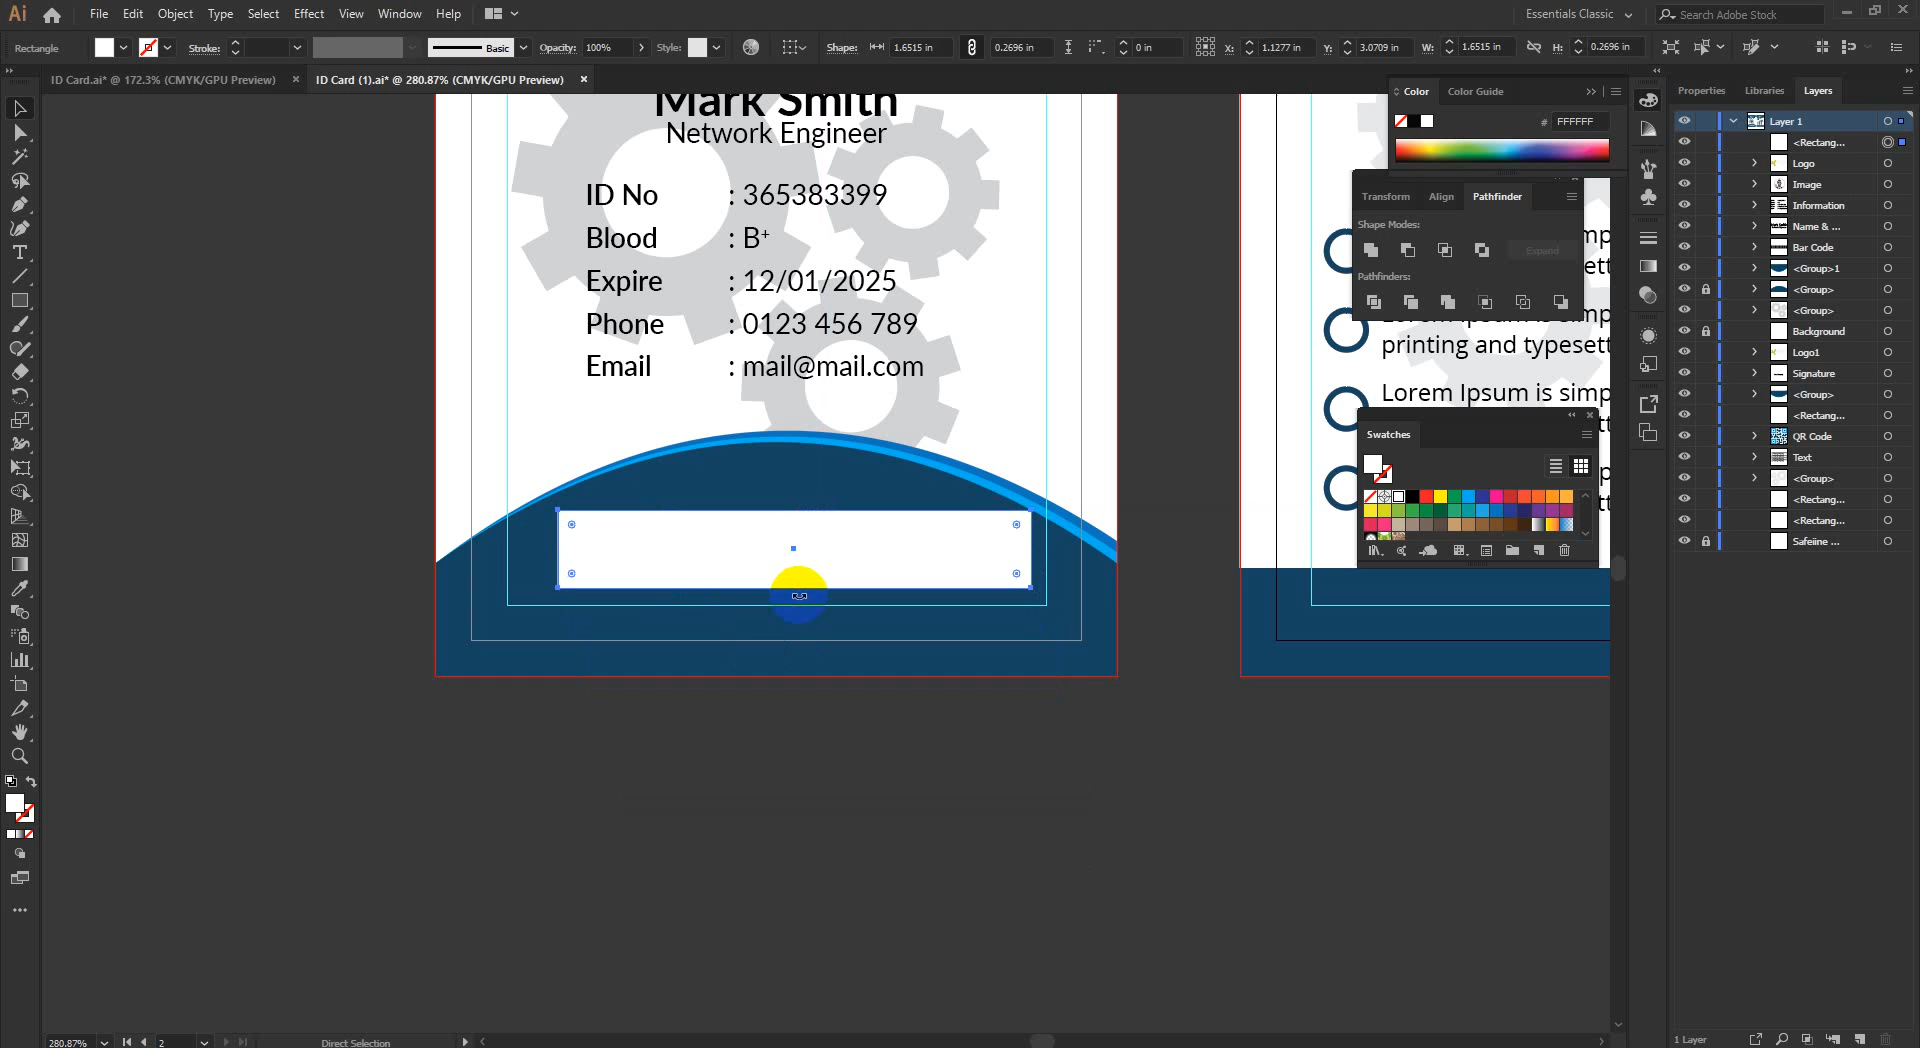 Ai File Edit Object Type Select Effect View Window Help Essentials Classic Search Adobe Stock
Rectangle Stroke: Basic Opacity: 100% Style: Shape: 1.6515 in 0.2696 in 0 in X: 1.1277 in Y: 3.0709 in W: 1.6515 in H: 0.2696 in
ID Card.ai* @ 172.3% (CMYK/GPU Preview) ID Card (1).ai* @ 280.87% (CMYK/GPU Preview)
Mark Smith
Network Engineer
ID No : 365383399
Blood : B+
Expire : 12/01/2025
Phone : 0123 456 789
Email : mail@mail.com
Color Color Guide
# FFFFFF
Transform Align Pathfinder
Shape Modes:
Expand
Pathfinders:
printing and typesett
Lorem Ipsum is simp
Swatches
Properties Libraries Layers
Layer 1
<Rectang...
Logo
Image
Information
Name & ...
Bar Code
<Group>1
<Group>
<Group>
Background
Logo1
Signature
<Group>
<Rectang...
QR Code
Text
<Group>
<Rectang...
<Rectang...
Safeiine ...
280.87% 2 Direct Selection
1 Layer